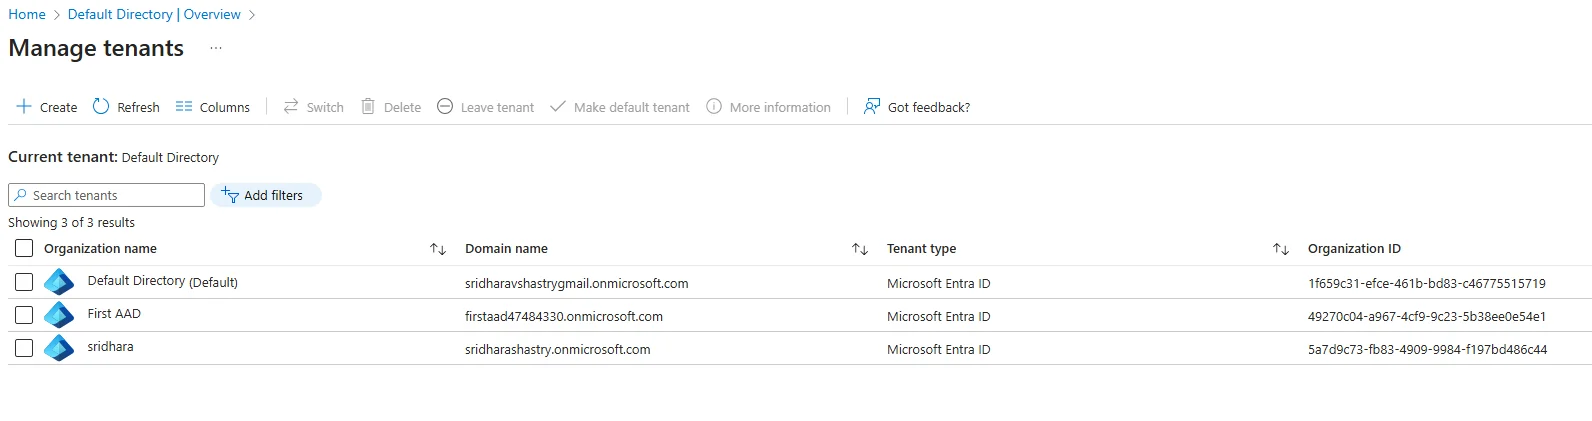 Home > Default Directory | Overview >
Manage tenants ...
Create Refresh Columns Switch Delete Leave tenant Make default tenant More information Got feedback?
Current tenant: Default Directory
Search tenants Add filters
Showing 3 of 3 results
Organization name Domain name Tenant type Organization ID
Default Directory (Default) sridharavshastrygmail.onmicrosoft.com Microsoft Entra ID 1f659c31-efce-461b-bd83-c46775515719
First AAD firstaad47484330.onmicrosoft.com Microsoft Entra ID 49270c04-a967-4cf9-9c23-5b38ee0e54e1
sridhara sridharashastry.onmicrosoft.com Microsoft Entra ID 5a7d9c73-fb83-4909-9984-f197bd486c44